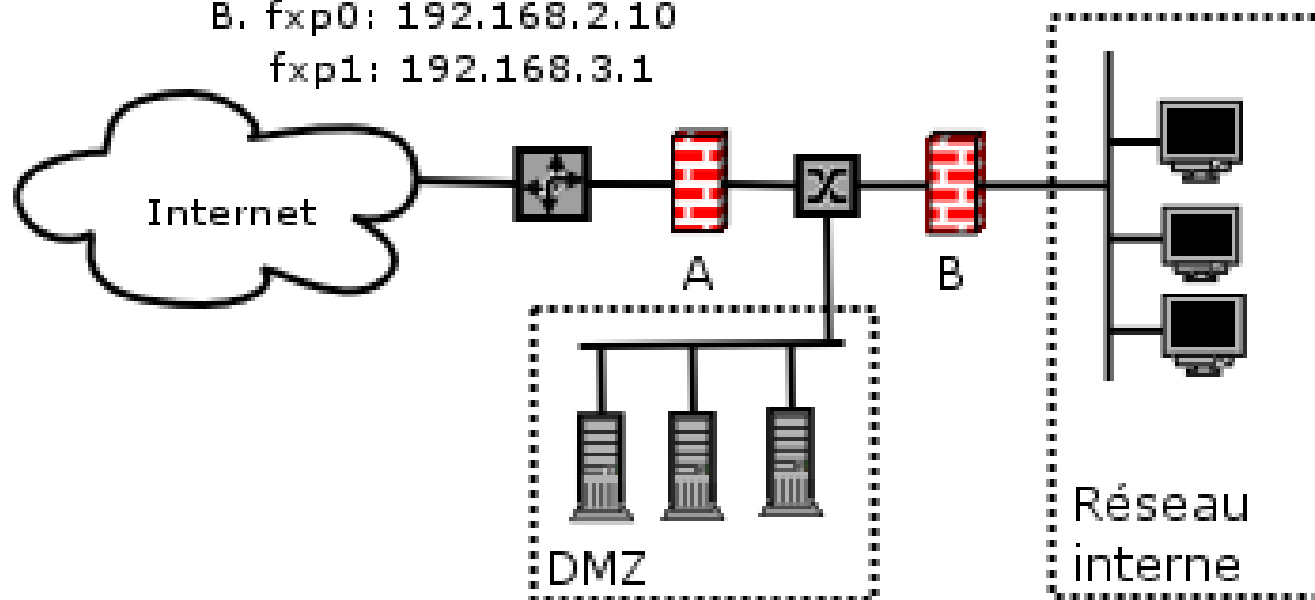 B. fxp0: 192.168.2.10
fxp1: 192.168.3.1
Internet
A
B
DMZ
Réseau
interne